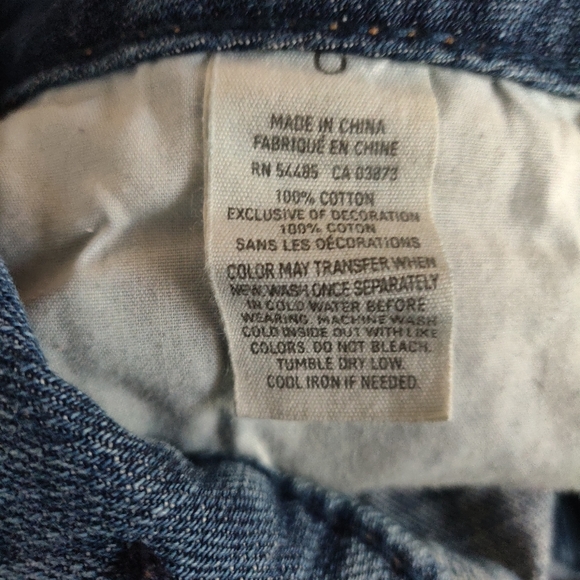 MADE IN CHINA
FABRIQUÉ EN CHINE
RN 54485 CA 03873
100% COTTON
EXCLUSIVE OF DECORATION
100% COTON
SANS LES DÉCORATIONS
COLOR MAY TRANSFER WHEN
NEW. WASH ONCE SEPARATELY
IN COLD WATER BEFORE
WEARING. MACHINE WASH
COLD INSIDE OUT WITH LIKE
COLORS. DO NOT BLEACH.
TUMBLE DRY LOW.
COOL IRON IF NEEDED.